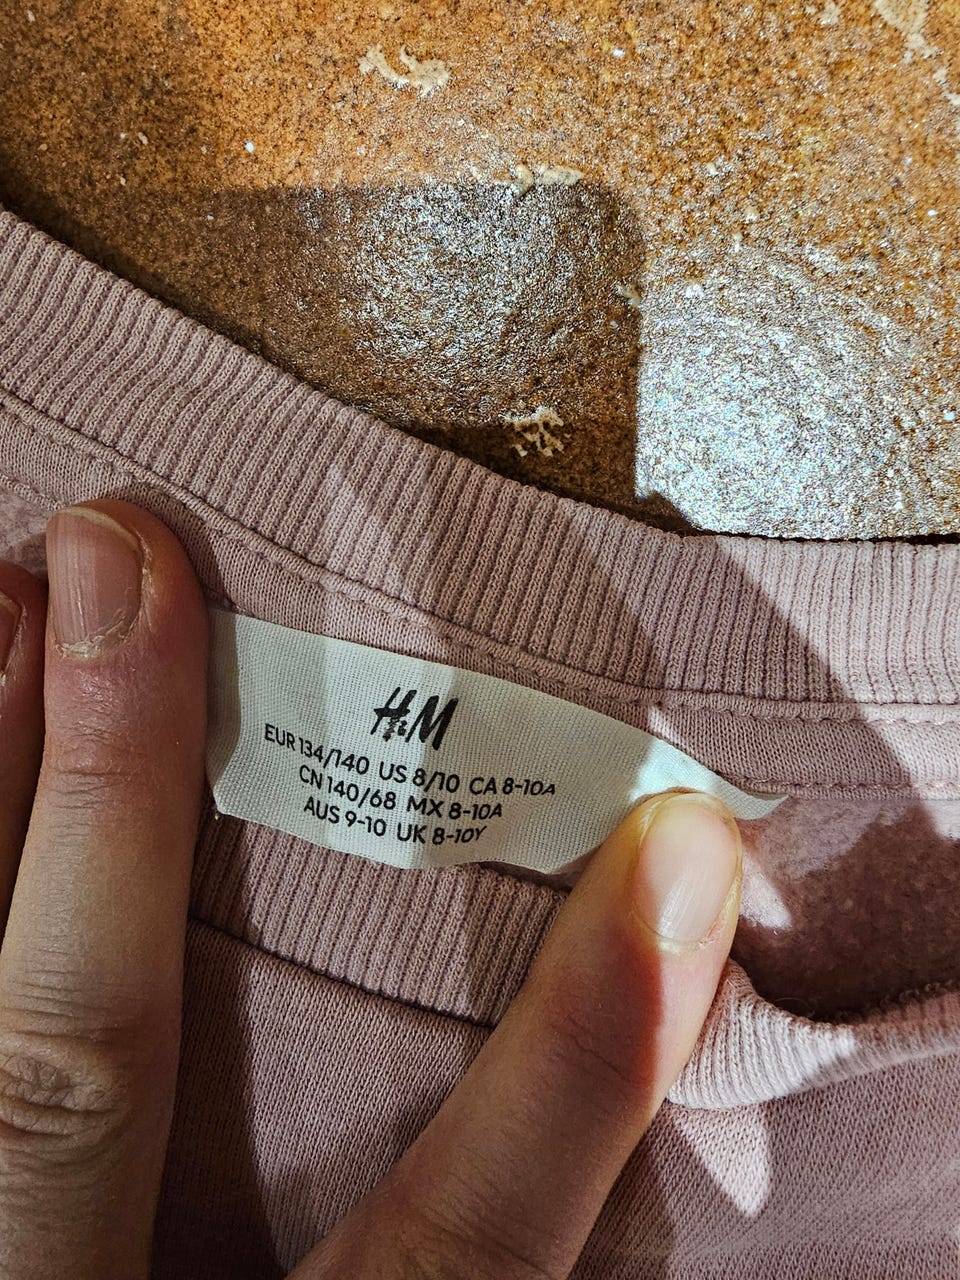 H&M
EUR 134/140 US 8/10 CA 8-10A
CN 140/68 MX 8-10A
AUS 9-10 UK 8-10Y